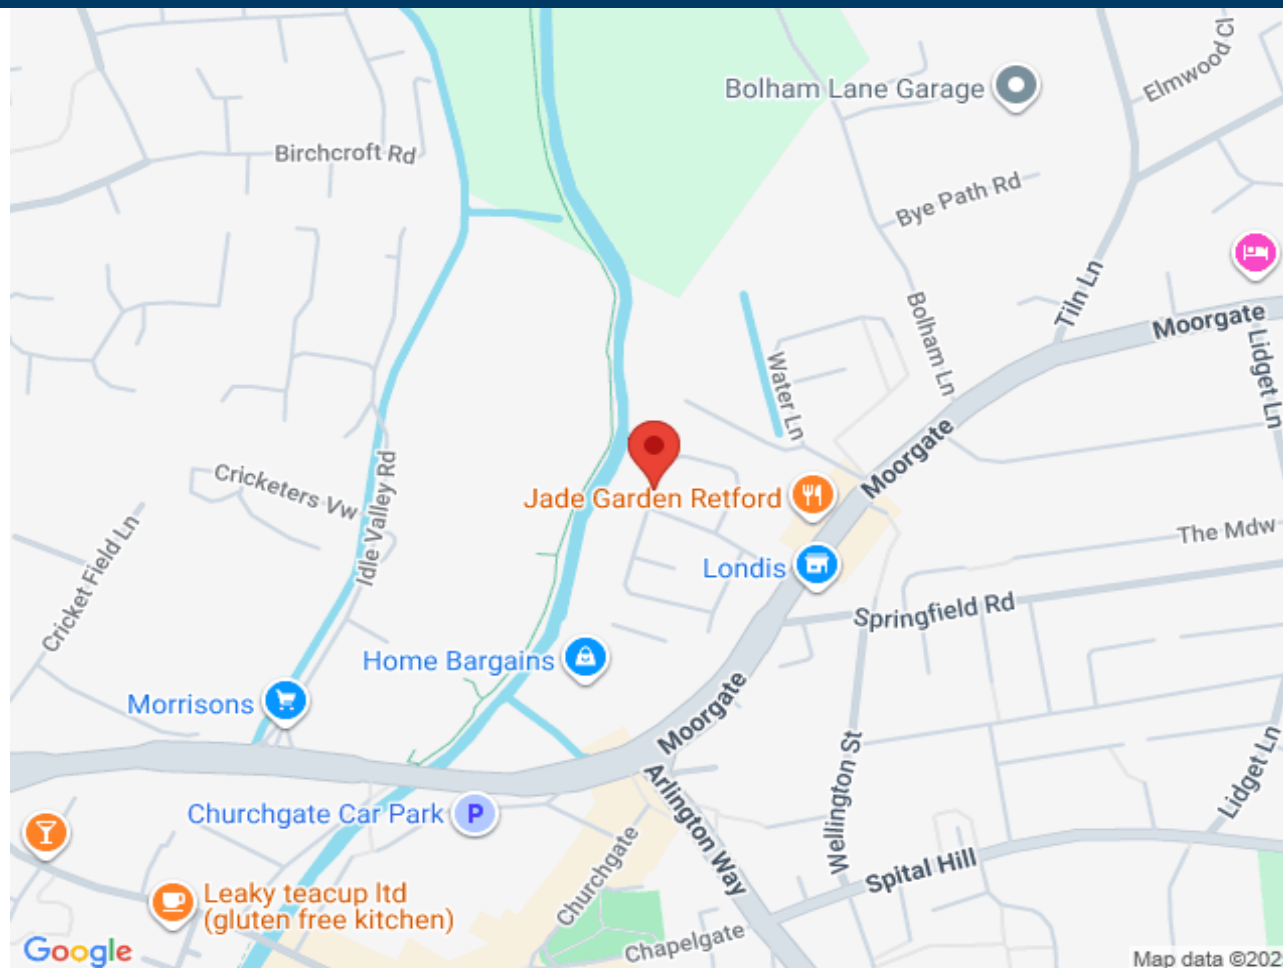 Elmwood Cl
Bolham Lane Garage
Birchcroft Rd
Bye Path Rd
Tiln Ln
Moorgate
Bolham Ln
Lidget Ln
Water Ln
Moorgate
Cricketers Vw
Idle Valley Rd
Jade Garden Retford
Cricket Field Ln
The Mdw
Londis
Springfield Rd
Home Bargains
Morrisons
Moorgate
Wellington St
Lidget Ln
Churchgate Car Park
P
Arlington Way
Churchgate
Spital Hill
Leaky teacup ltd
(gluten free kitchen)
Chapelgate
Google
Map data ©202